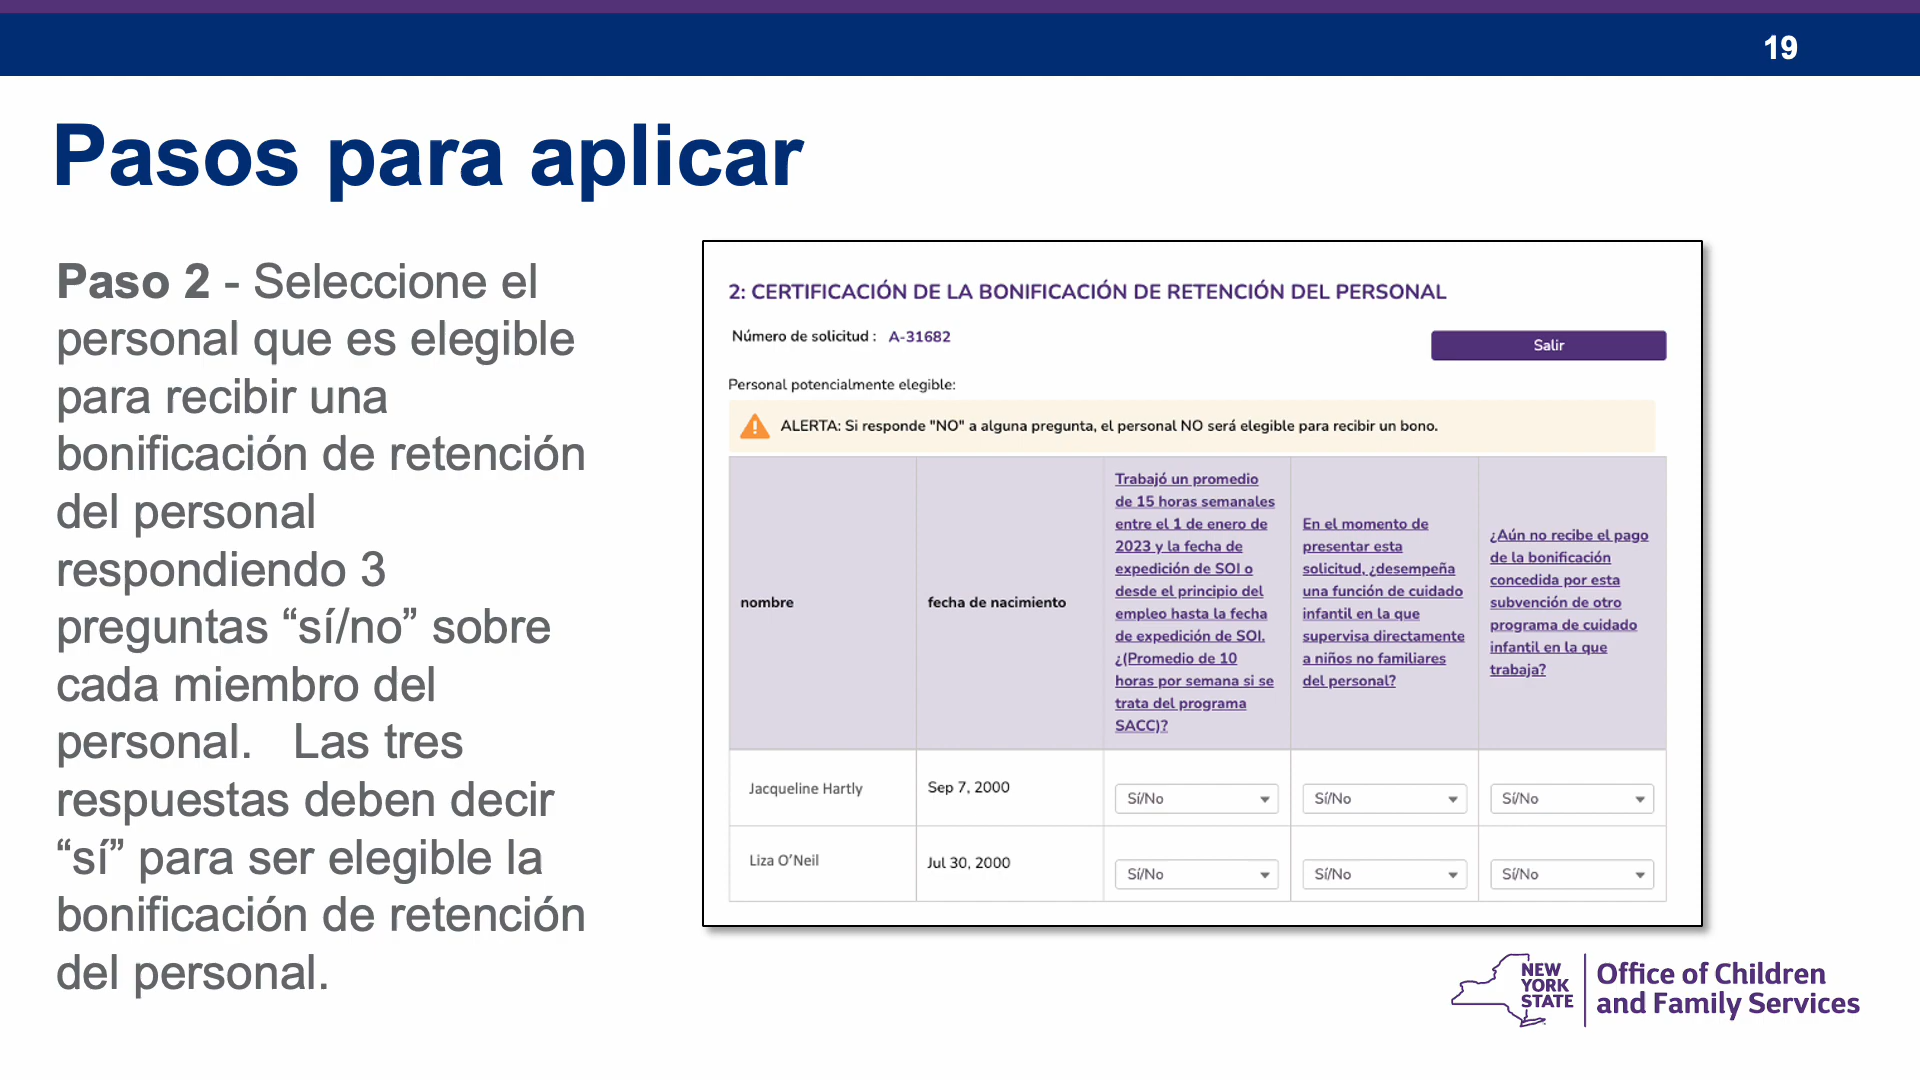 19
Pasos para aplicar
Paso 2 - Seleccione el
personal que es elegible
para recibir una
bonificación de retención
del personal
respondiendo 3
preguntas “sí/no” sobre
cada miembro del
personal.   Las tres
respuestas deben decir
“sí” para ser elegible la
bonificación de retención
del personal.
2: CERTIFICACIÓN DE LA BONIFICACIÓN DE RETENCIÓN DEL PERSONAL
Número de solicitud : A-31682
Salir
Personal potencialmente elegible:
ALERTA: Si responde "NO" a alguna pregunta, el personal NO será elegible para recibir un bono.
nombre
fecha de nacimiento
Trabajó un promedio
de 15 horas semanales
entre el 1 de enero de
2023 y la fecha de
expedición de SOI o
desde el principio del
empleo hasta la fecha
de expedición de SOI.
¿(Promedio de 10
horas por semana si se
trata del programa
SACC)?
En el momento de
presentar esta
solicitud, ¿desempeña
una función de cuidado
infantil en la que
supervisa directamente
a niños no familiares
del personal?
¿Aún no recibe el pago
de la bonificación
concedida por esta
subvención de otro
programa de cuidado
infantil en la que
trabaja?
Jacqueline Hartly Sep 7, 2000 Sí/No Sí/No Sí/No
Liza O’Neil Jul 30, 2000 Sí/No Sí/No Sí/No
NEW
YORK
STATE
Office of Children
and Family Services